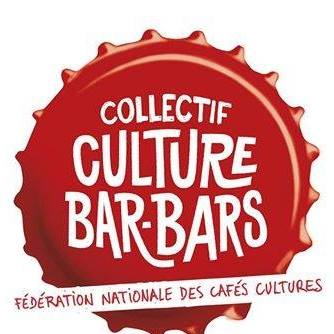 COLLECTIF
CULTURE
BAR-BARS
FÉDÉRATION NATIONALE DES CAFÉS CULTURES